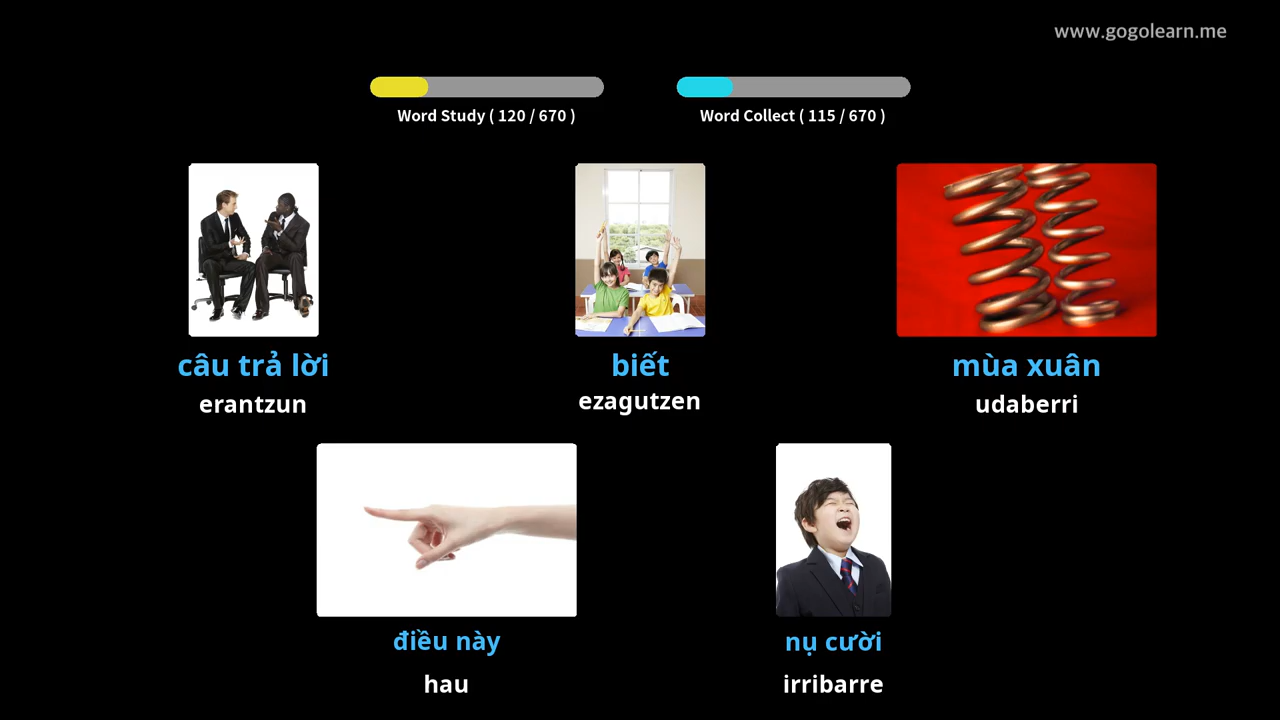 www.gogolearn.me
Word Study ( 120 / 670 )
Word Collect ( 115 / 670 )
câu trả lời
erantzun
biết
ezagutzen
mùa xuân
udaberri
điều này
hau
nụ cười
irribarre